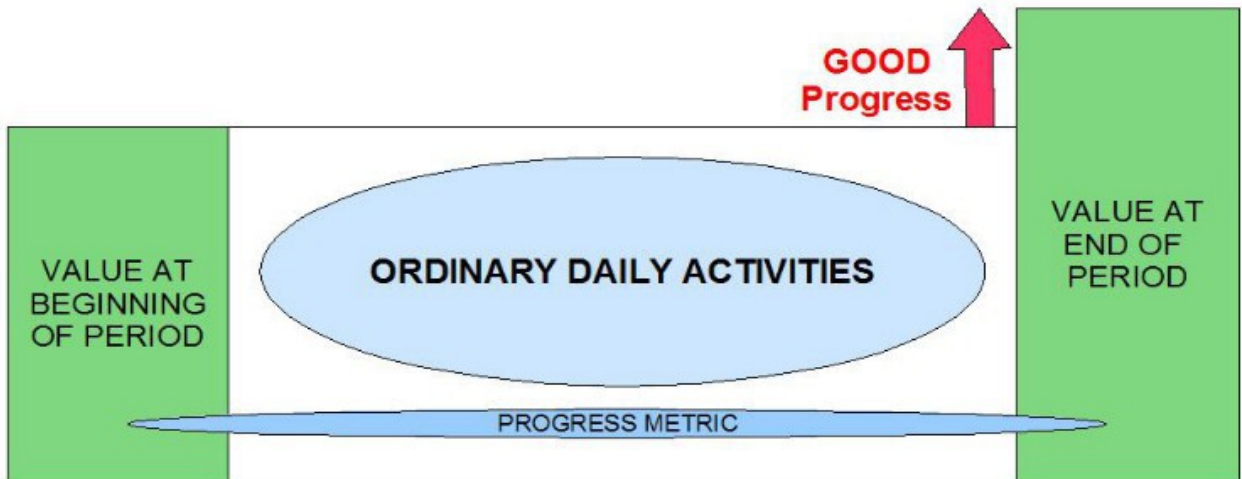 GOOD
Progress
VALUE AT
BEGINNING
OF PERIOD
ORDINARY DAILY ACTIVITIES
VALUE AT
END OF
PERIOD
PROGRESS METRIC